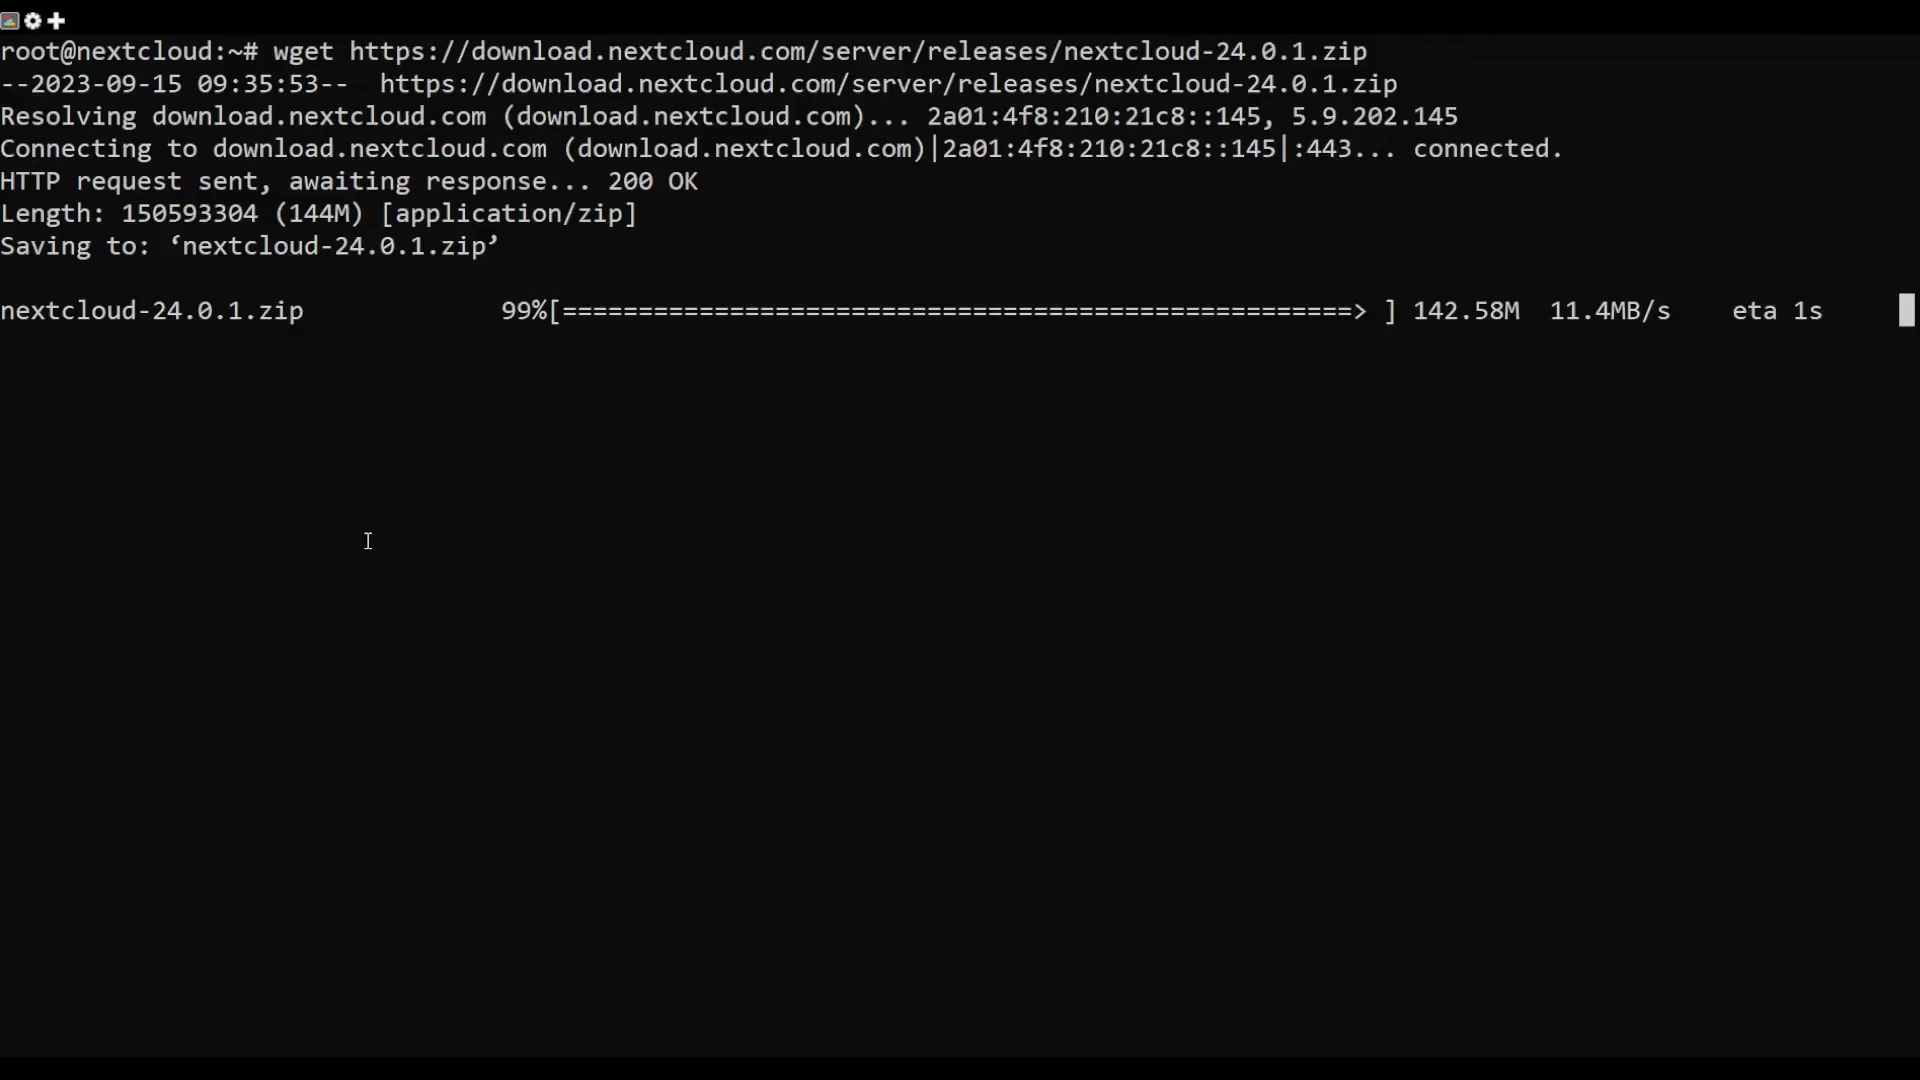 root@nextcloud:~# wget https://download.nextcloud.com/server/releases/nextcloud-24.0.1.zip
--2023-09-15 09:35:53--  https://download.nextcloud.com/server/releases/nextcloud-24.0.1.zip
Resolving download.nextcloud.com (download.nextcloud.com)... 2a01:4f8:210:21c8::145, 5.9.202.145
Connecting to download.nextcloud.com (download.nextcloud.com)|2a01:4f8:210:21c8::145|:443... connected.
HTTP request sent, awaiting response... 200 OK
Length: 150593304 (144M) [application/zip]
Saving to: ‘nextcloud-24.0.1.zip’
nextcloud-24.0.1.zip             99%[====================================================> ] 142.58M  11.4MB/s    eta 1s